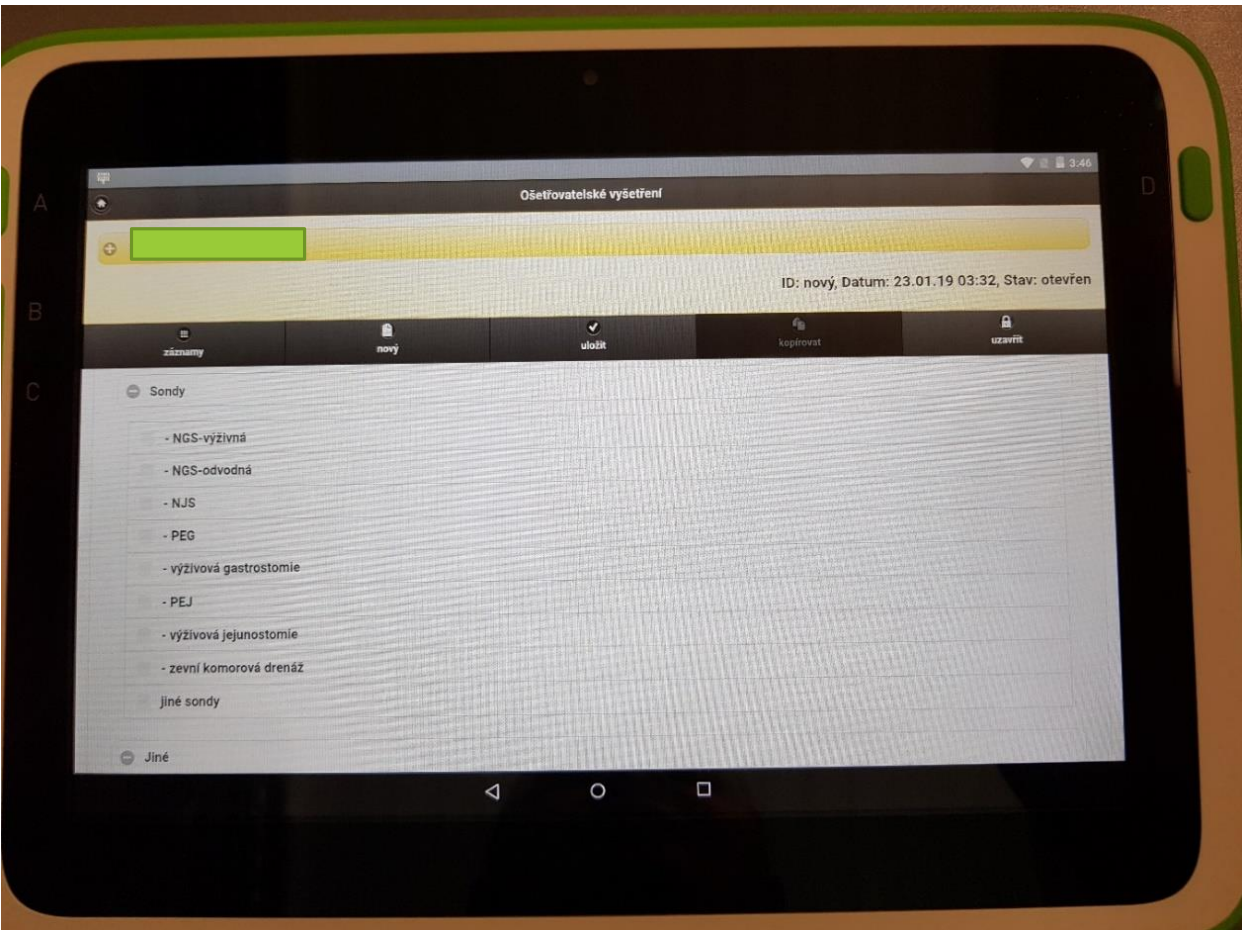 3:46
Ošetřovatelské vyšetření
ID: nový, Datum: 23.01.19 03:32, Stav: otevřen
záznamy nový uložit kopírovat uzavřít
Sondy
- NGS-výživná
- NGS-odvodná
- NJS
- PEG
- výživová gastrostomie
- PEJ
- výživová jejunostomie
- zevní komorová drenáž
jiné sondy
Jiné
A
B
C
D